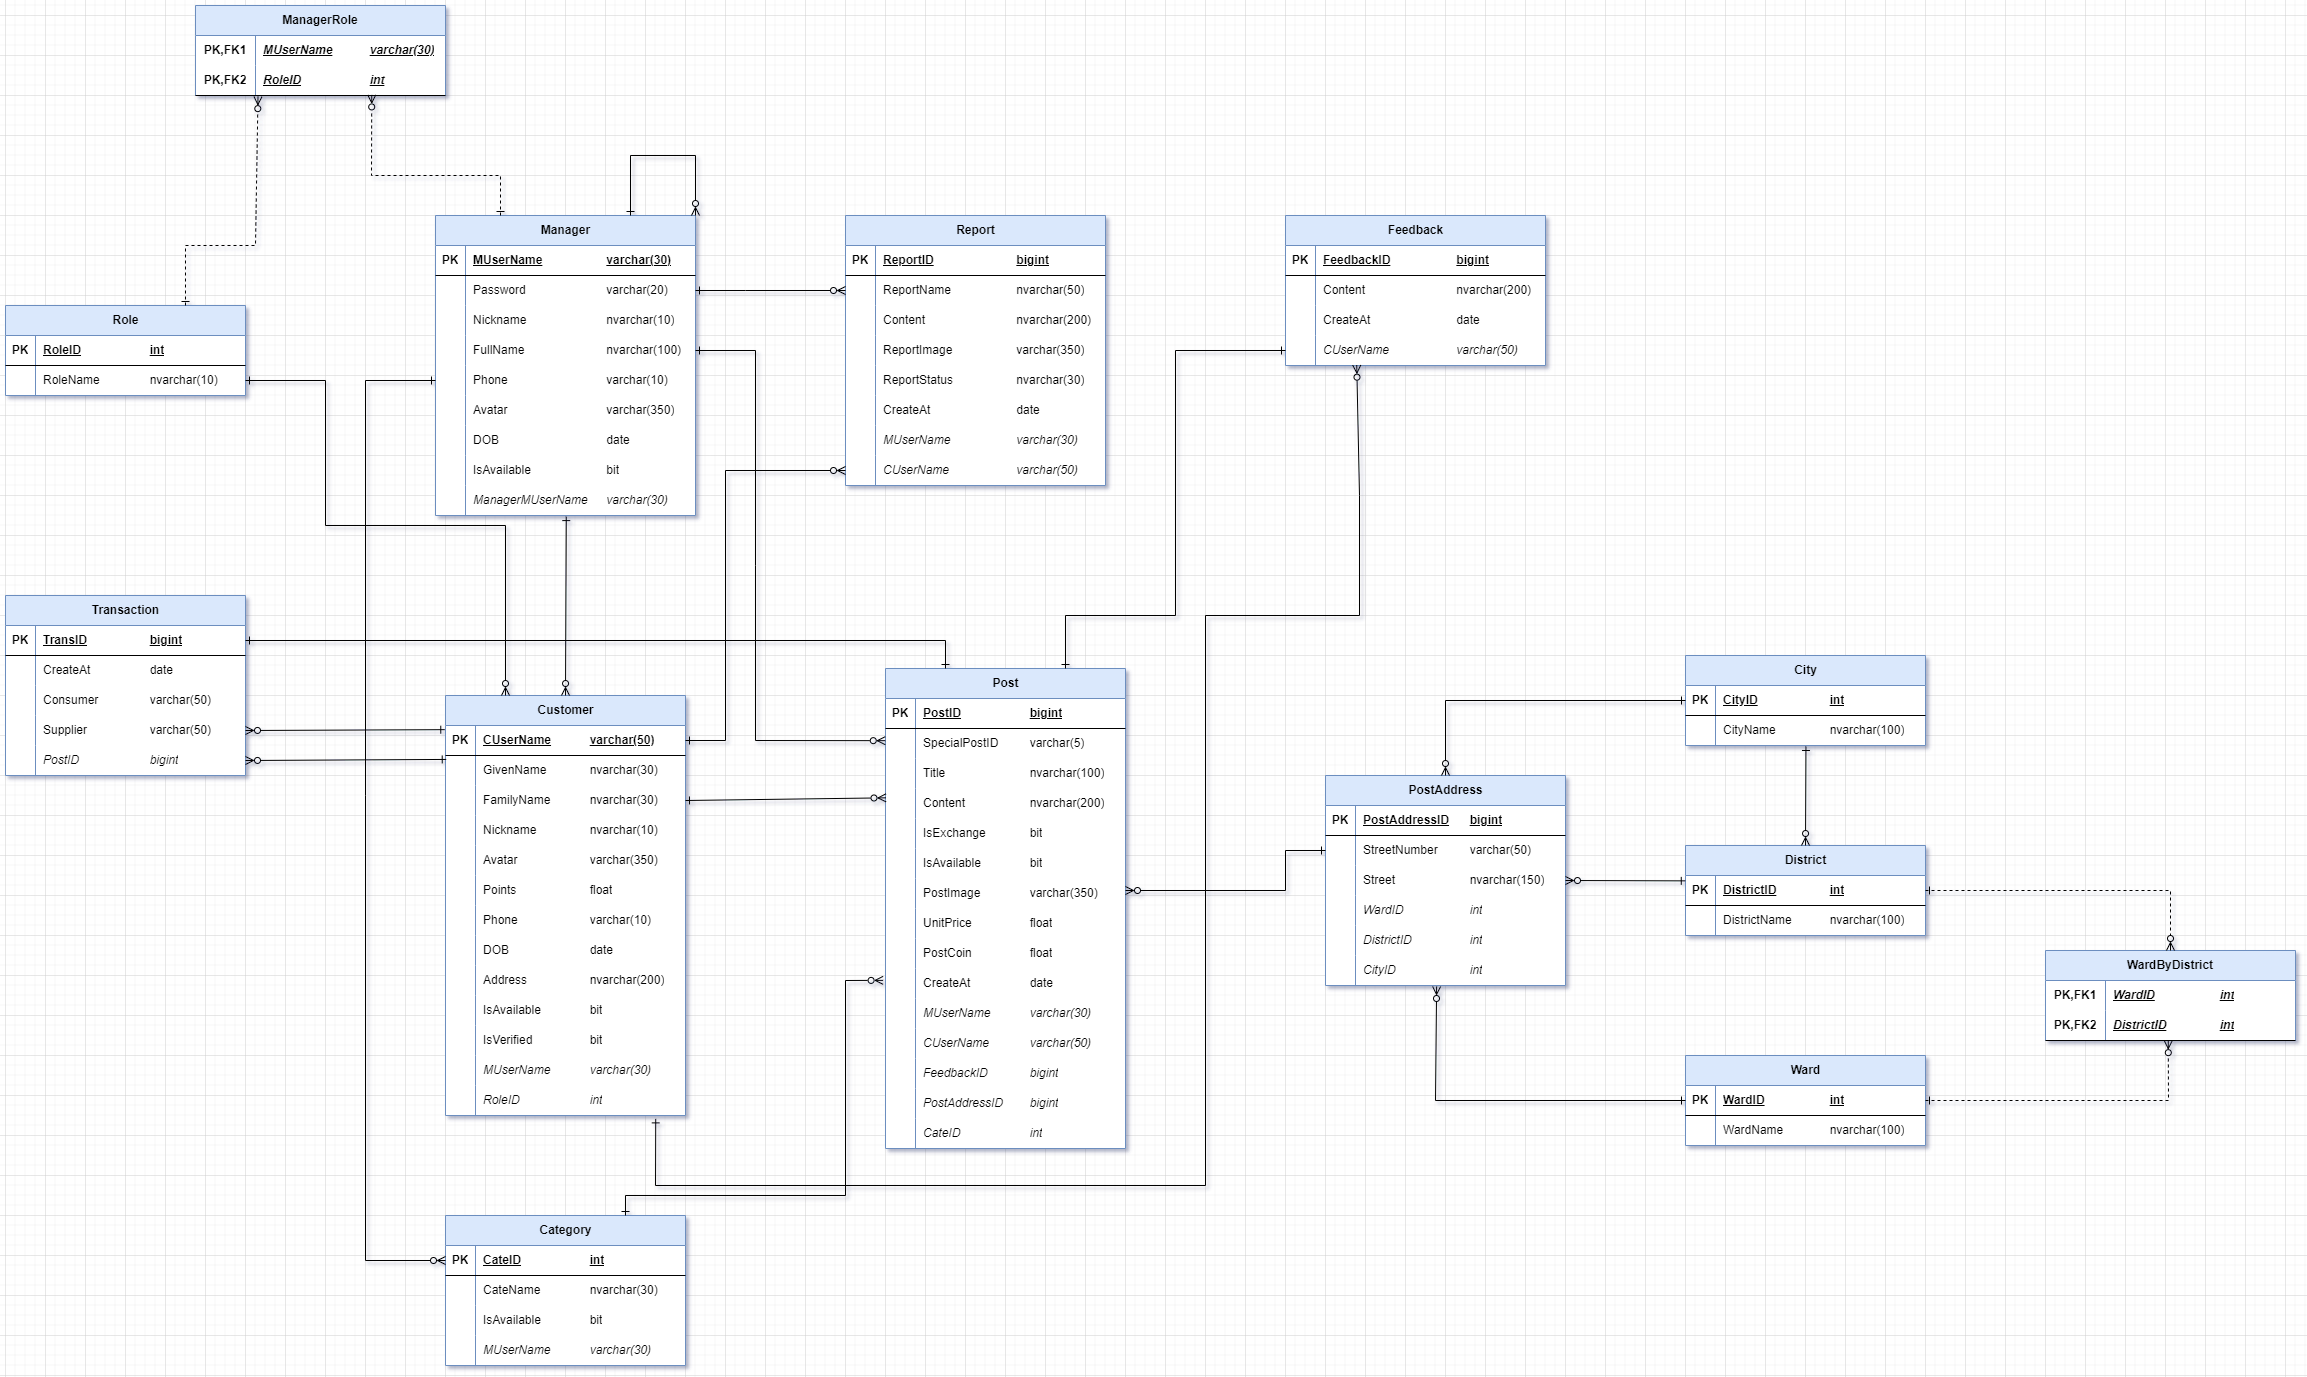 ManagerRole
PK,FK1 MUserName varchar(30)
PK,FK2 RoleID int
Manager
PK MUserName varchar(30)
Password varchar(20)
Nickname nvarchar(10)
FullName nvarchar(100)
Phone varchar(10)
Avatar varchar(350)
DOB date
IsAvailable bit
ManagerMUserName varchar(30)
Report
PK ReportID bigint
ReportName nvarchar(50)
Content nvarchar(200)
ReportImage varchar(350)
ReportStatus nvarchar(30)
CreateAt date
MUserName varchar(30)
CUserName varchar(50)
Feedback
PK FeedbackID bigint
Content nvarchar(200)
CreateAt date
CUserName varchar(50)
Role
PK RoleID int
RoleName nvarchar(10)
Transaction
PK TransID bigint
CreateAt date
Consumer varchar(50)
Supplier varchar(50)
PostID bigint
Customer
PK CUserName varchar(50)
GivenName nvarchar(30)
FamilyName nvarchar(30)
Nickname nvarchar(10)
Avatar varchar(350)
Points float
Phone varchar(10)
DOB date
Address nvarchar(200)
IsAvailable bit
IsVerified bit
MUserName varchar(30)
RoleID int
Post
PK PostID bigint
SpecialPostID varchar(5)
Title nvarchar(100)
Content nvarchar(200)
IsExchange bit
IsAvailable bit
PostImage varchar(350)
UnitPrice float
PostCoin float
CreateAt date
MUserName varchar(30)
CUserName varchar(50)
FeedbackID bigint
PostAddressID bigint
CateID int
City
PK CityID int
CityName nvarchar(100)
PostAddress
PK PostAddressID bigint
StreetNumber varchar(50)
Street nvarchar(150)
WardID int
DistrictID int
CityID int
District
PK DistrictID int
DistrictName nvarchar(100)
WardByDistrict
PK,FK1 WardID int
PK,FK2 DistrictID int
Ward
PK WardID int
WardName nvarchar(100)
Category
PK CateID int
CateName nvarchar(30)
IsAvailable bit
MUserName varchar(30)